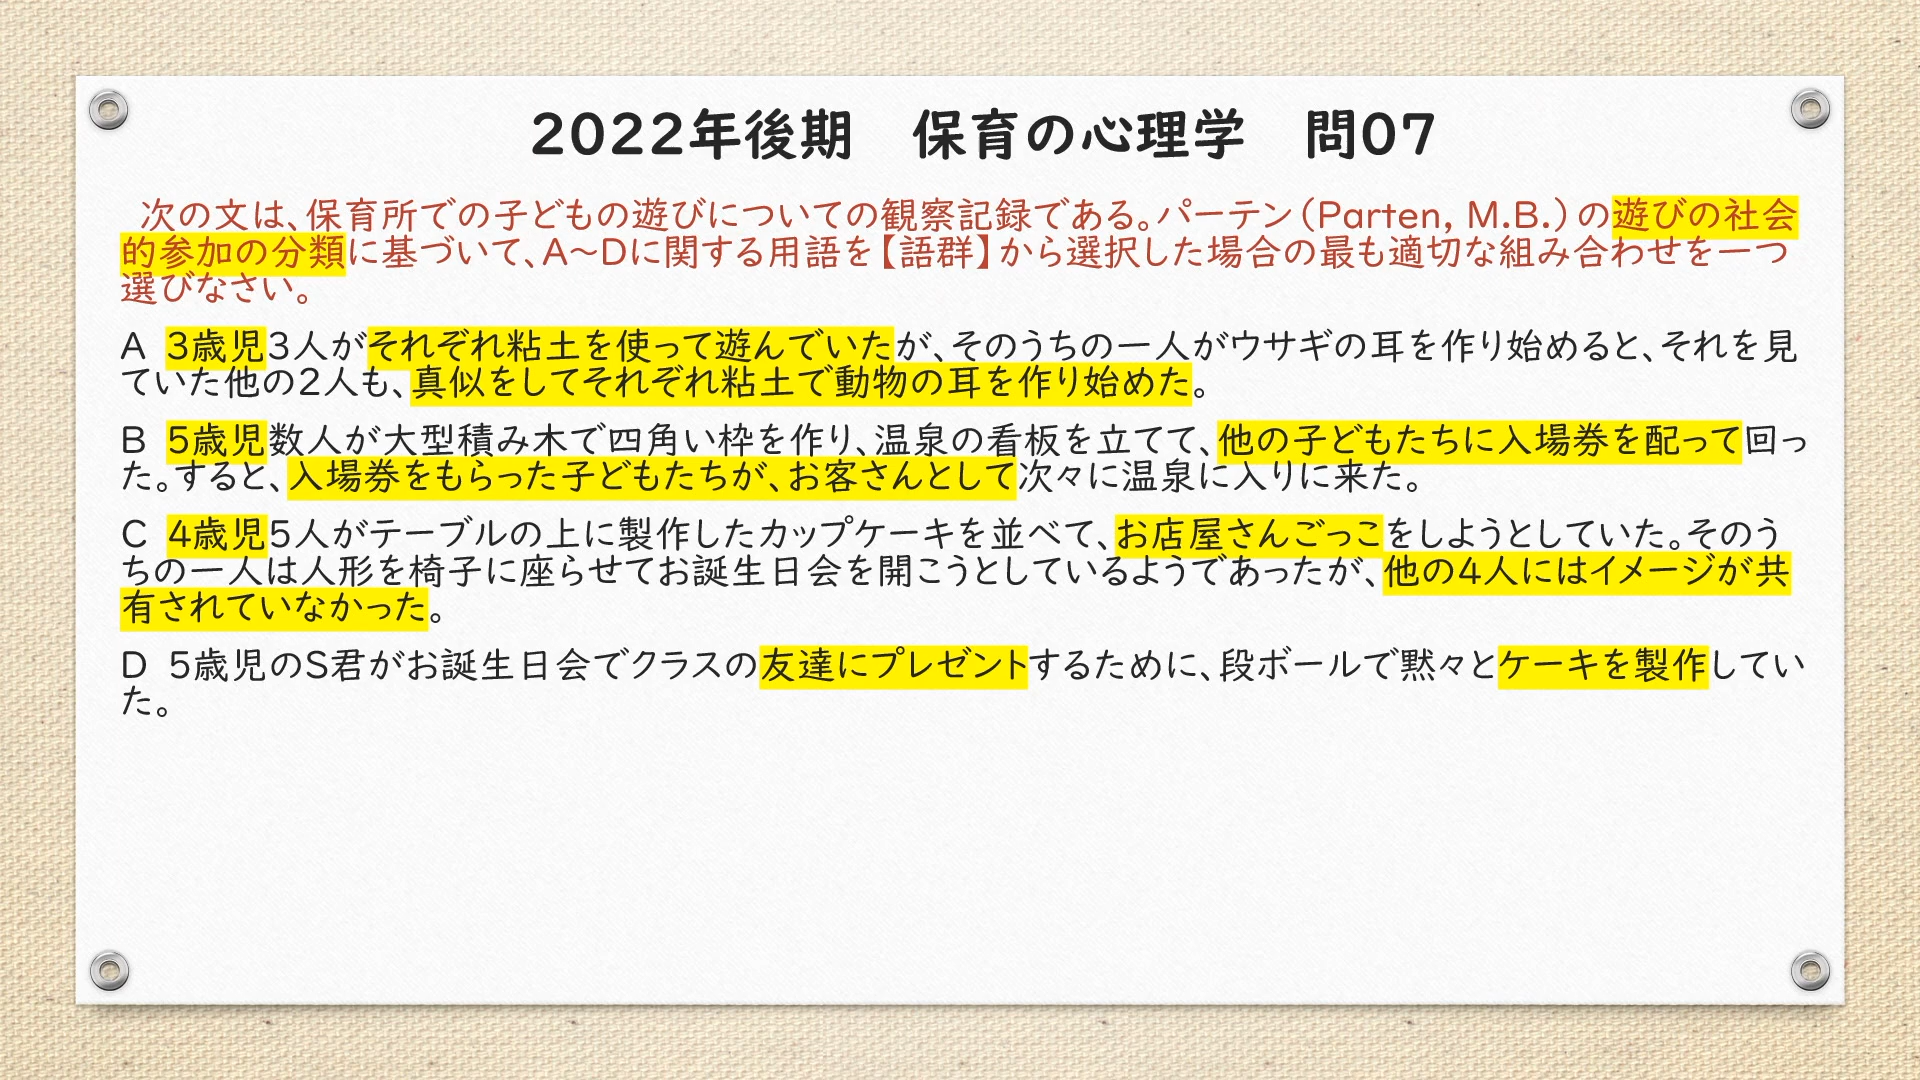 2022年後期　保育の心理学　問07
次の文は、保育所での子どもの遊びについての観察記録である。パーテン（Parten, M.B.）の遊びの社会
的参加の分類に基づいて、A～Dに関する用語を【語群】から選択した場合の最も適切な組み合わせを一つ
選びなさい。
A 3歳児3人がそれぞれ粘土を使って遊んでいたが、そのうちの一人がウサギの耳を作り始めると、それを見
ていた他の2人も、真似をしてそれぞれ粘土で動物の耳を作り始めた。
B 5歳児数人が大型積み木で四角い枠を作り、温泉の看板を立てて、他の子どもたちに入場券を配って回っ
た。すると、入場券をもらった子どもたちが、お客さんとして次々に温泉に入りに来た。
C 4歳児5人がテーブルの上に製作したカップケーキを並べて、お店屋さんごっこをしようとしていた。そのう
ちの一人は人形を椅子に座らせてお誕生日会を開こうとしているようであったが、他の4人にはイメージが共
有されていなかった。
D 5歳児のS君がお誕生日会でクラスの友達にプレゼントするために、段ボールで黙々とケーキを製作してい
た。